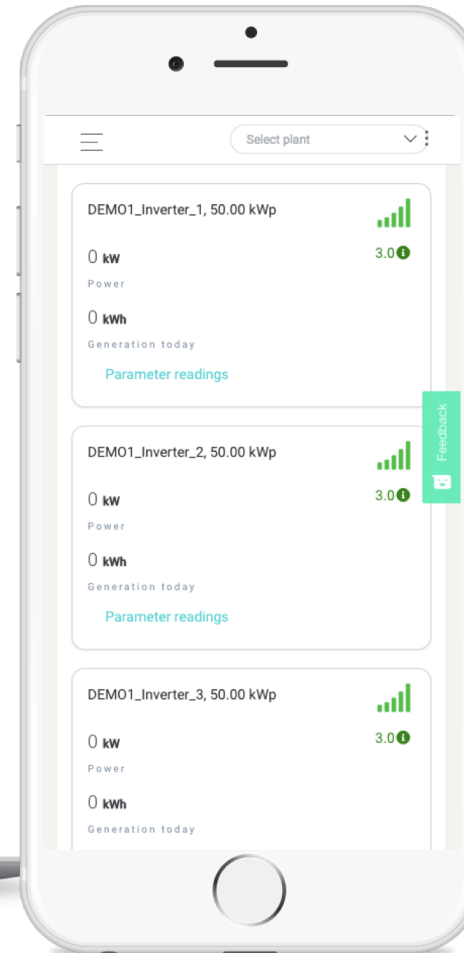 Select plant
DEMO1_Inverter_1, 50.00 kWp
0 kW
3.0
Power
0 kWh
Generation today
Parameter readings
Feedback
DEMO1_Inverter_2, 50.00 kWp
0 kW
3.0
Power
0 kWh
Generation today
Parameter readings
DEMO1_Inverter_3, 50.00 kWp
0 kW
3.0
Power
0 kWh
Generation today